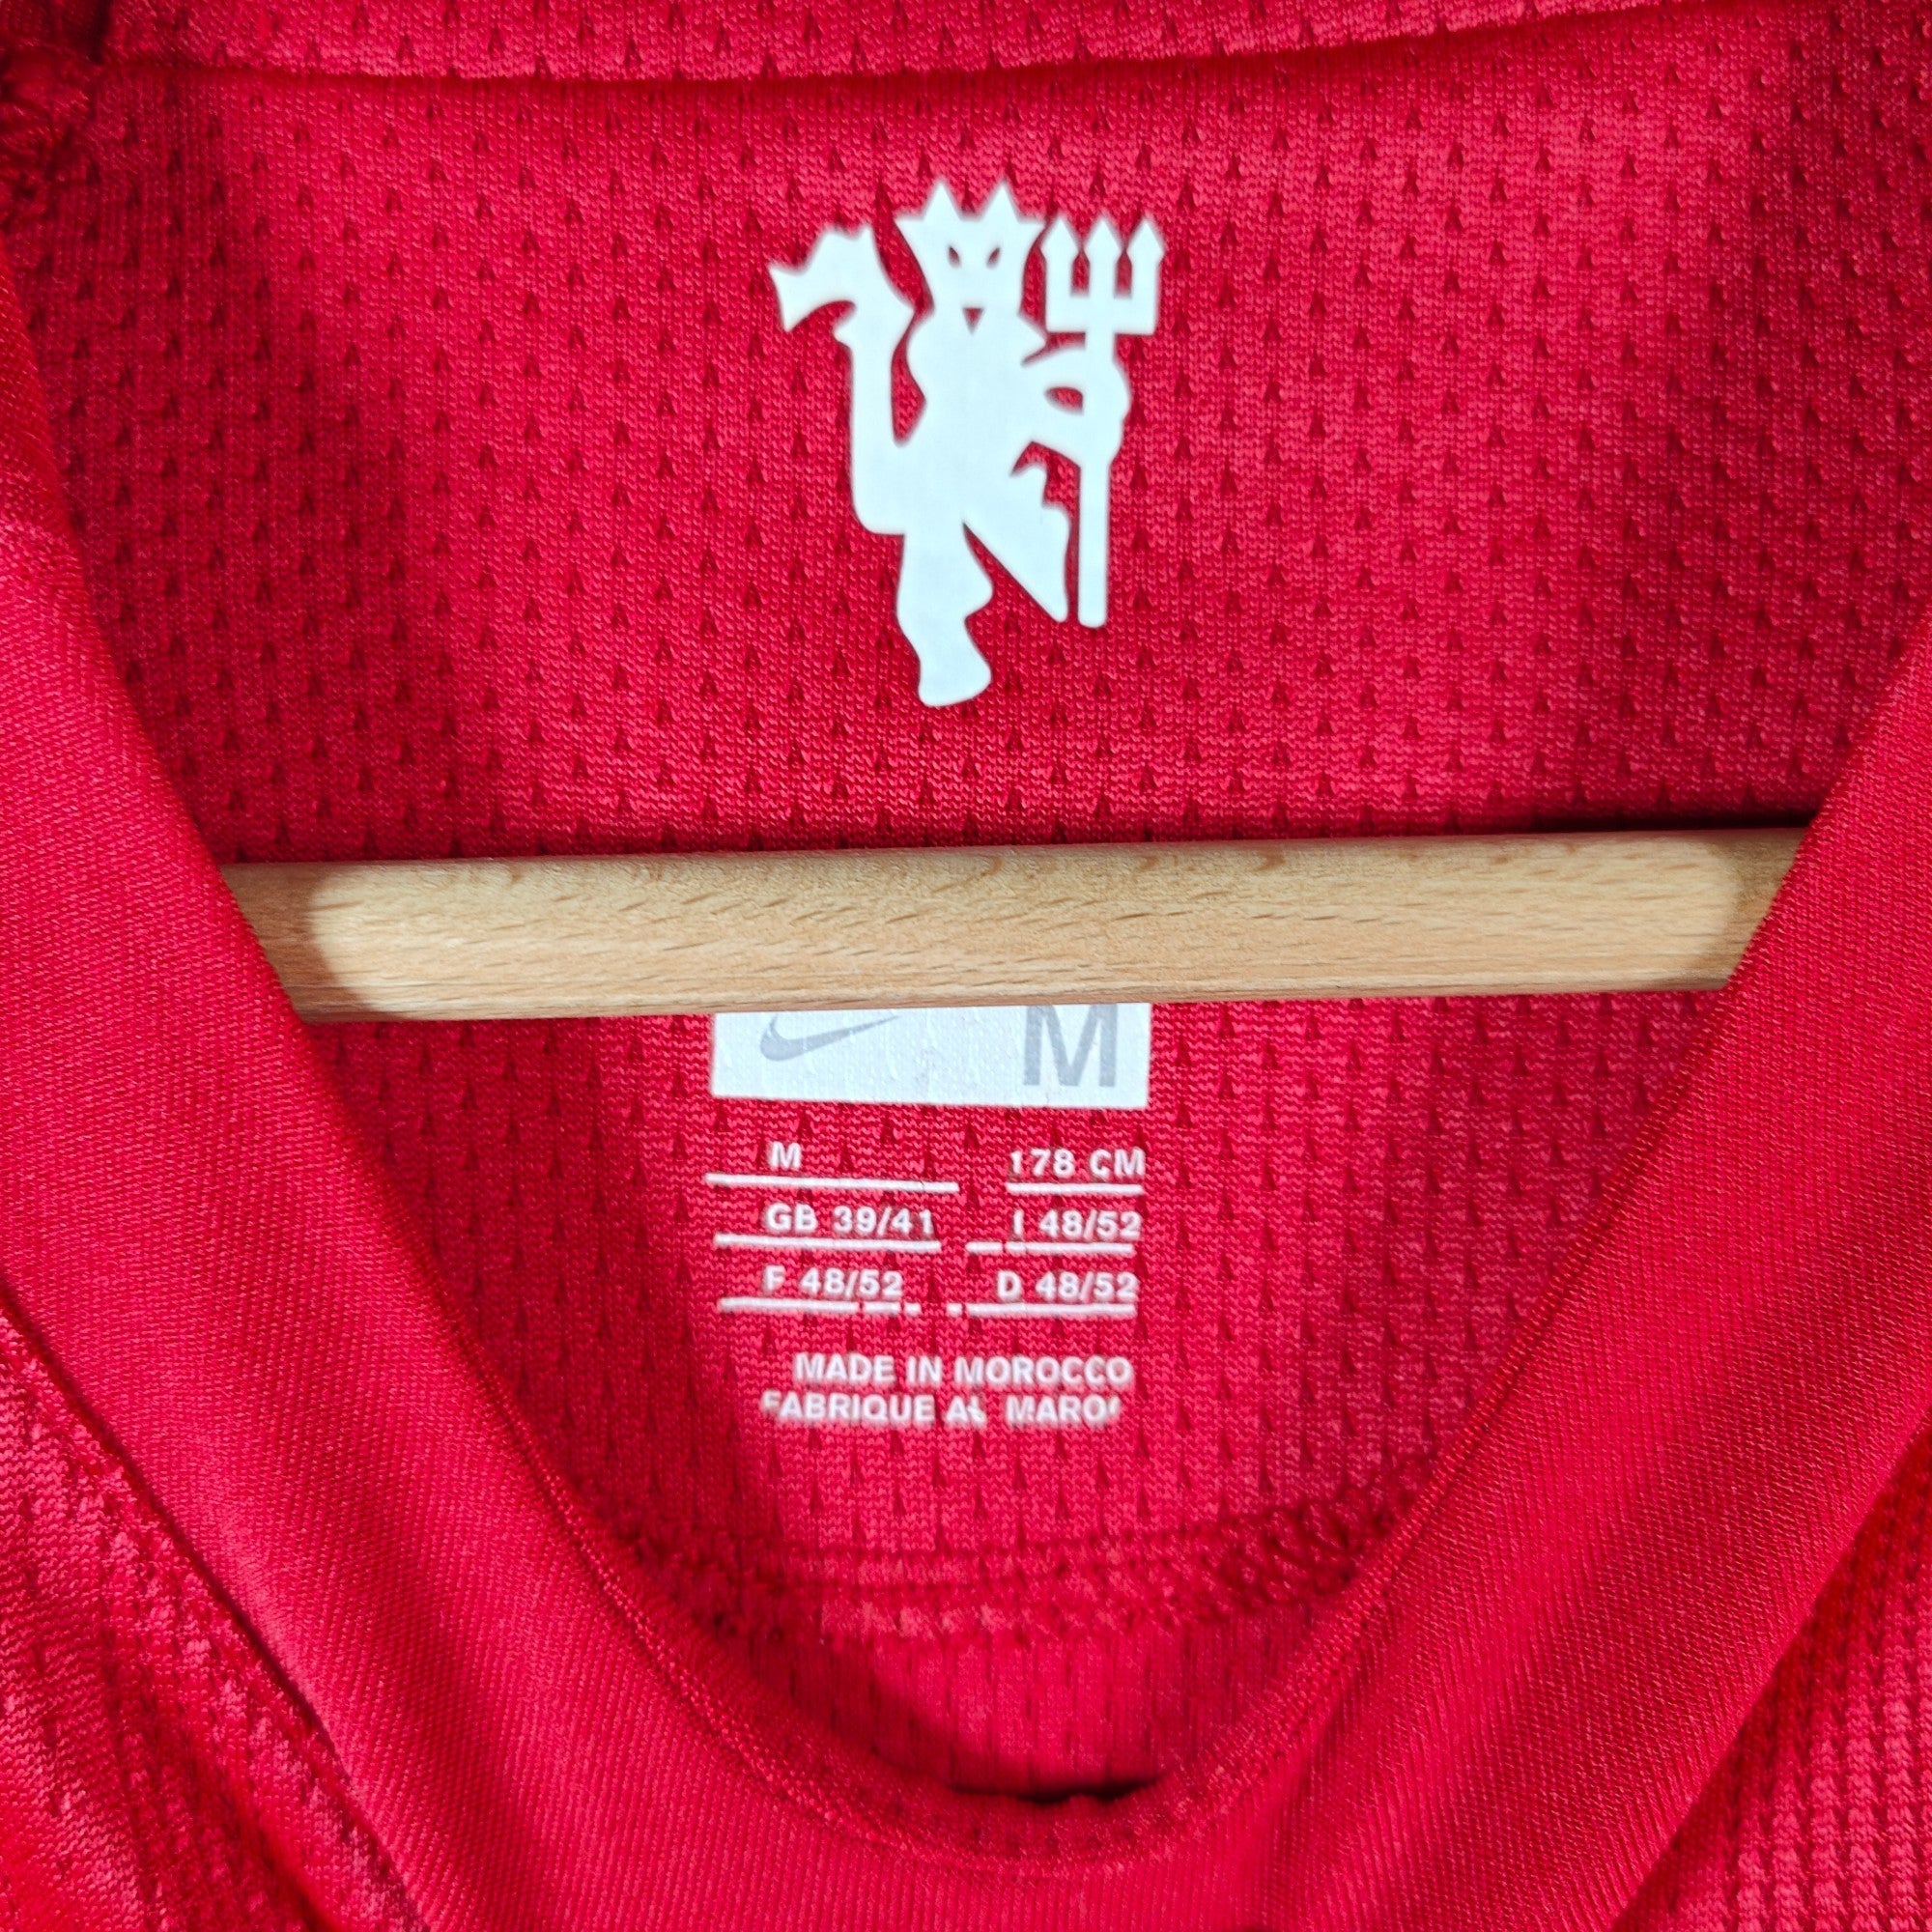 M
M 178 CM
GB 39/41 I 48/52
F 48/52 D 48/52
MADE IN MOROCCO
FABRIQUE AU MAROC